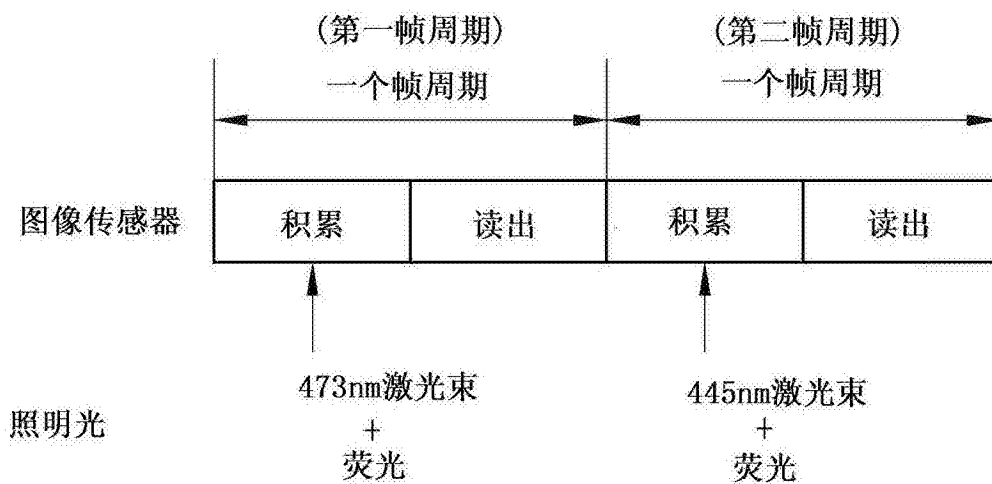 (第一帧周期)
(第二帧周期)
一个帧周期
一个帧周期
图像传感器
积累
读出
积累
读出
照明光
473nm激光束
+
荧光
445nm激光束
+
荧光